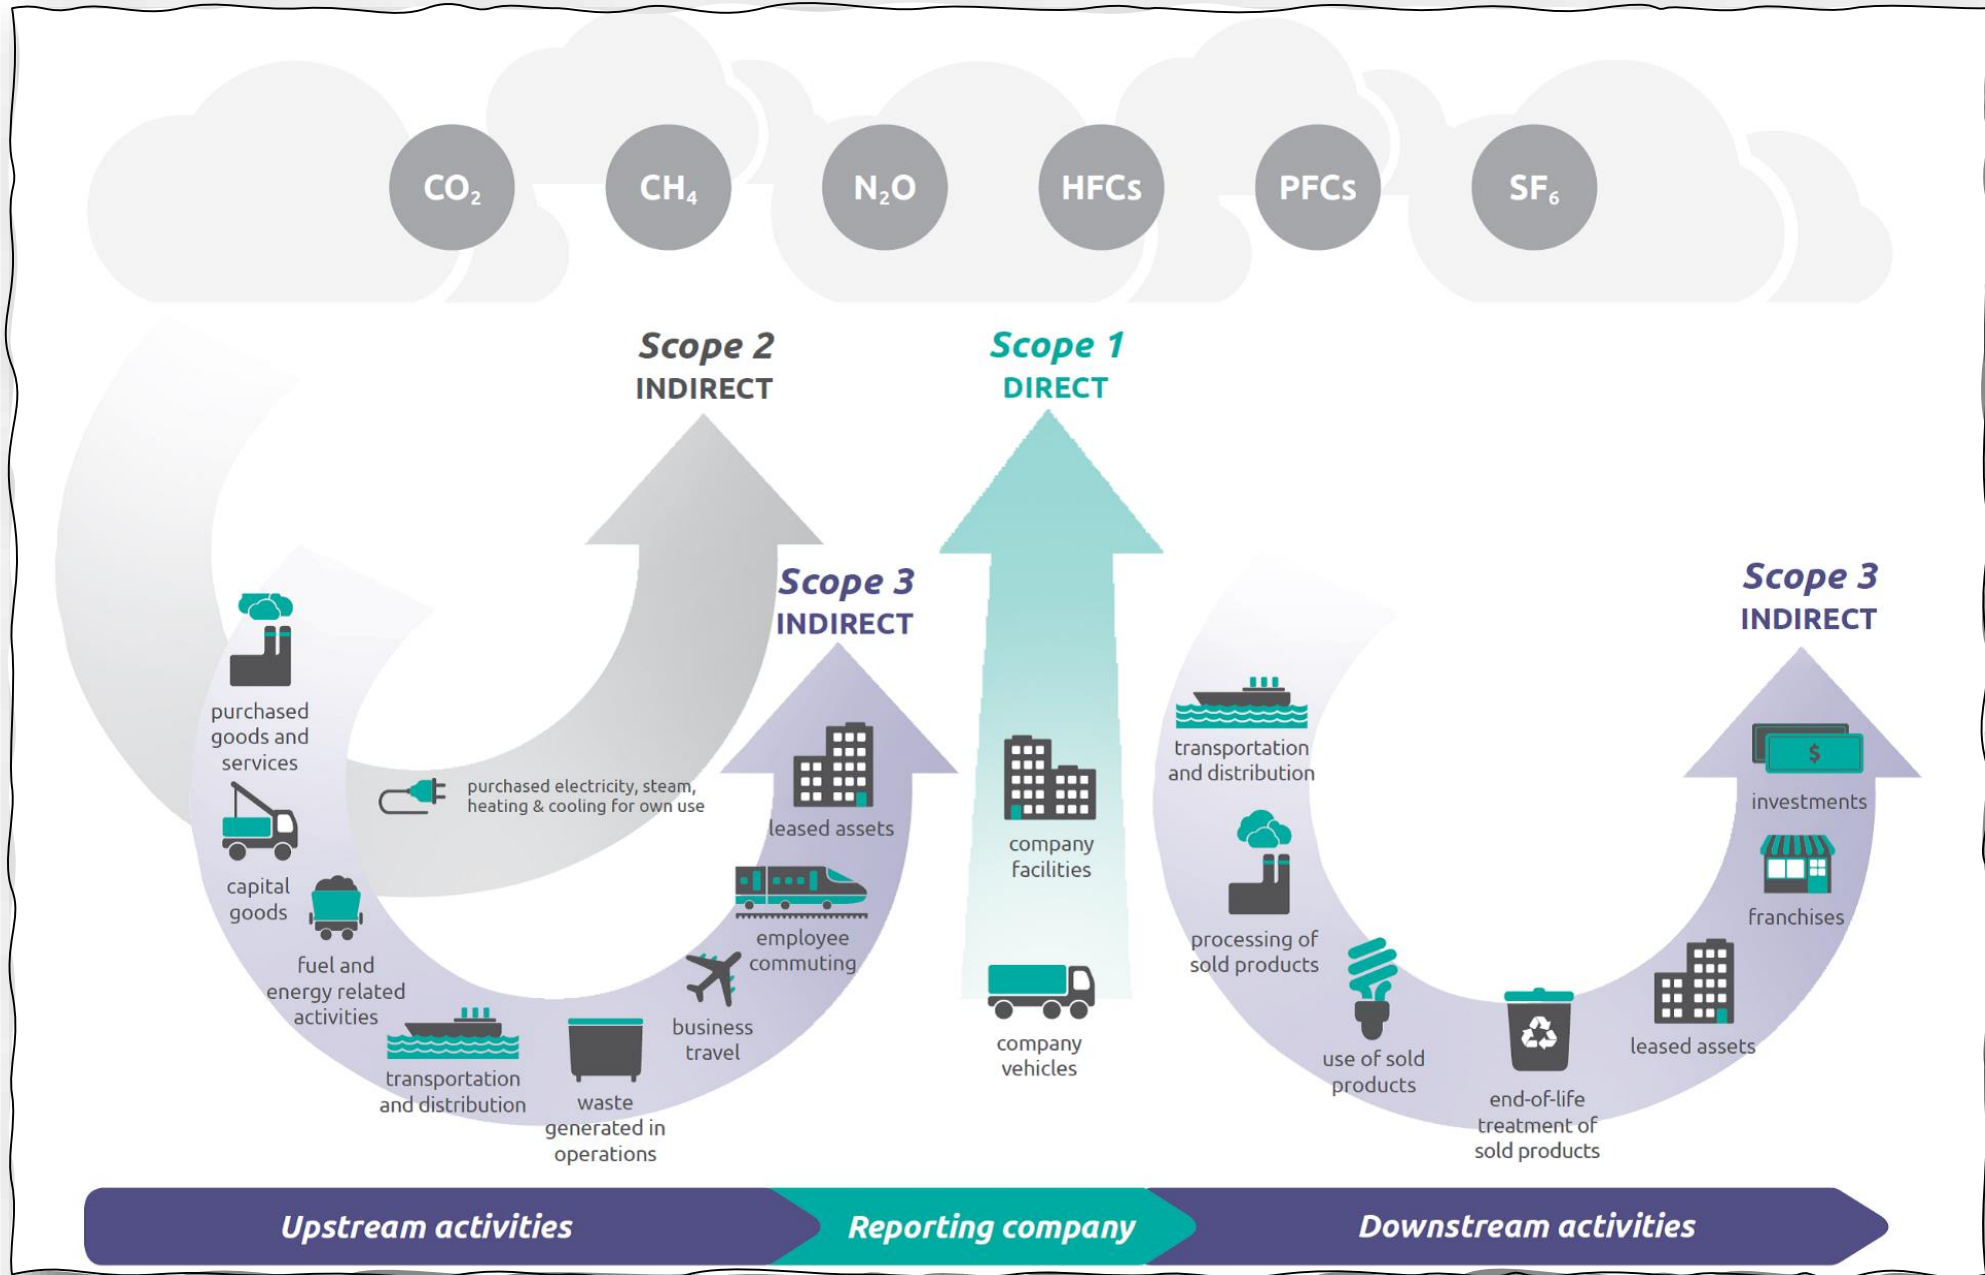 CO₂
CH₄
N₂O
HFCs
PFCs
SF₆
Scope 2
INDIRECT
Scope 1
DIRECT
Scope 3
INDIRECT
Scope 3
INDIRECT
purchased
goods and
services
capital
goods
fuel and
energy related
activities
transportation
and distribution
waste
generated in
operations
business
travel
employee
commuting
leased assets
purchased electricity, steam,
heating & cooling for own use
company
facilities
company
vehicles
transportation
and distribution
processing of
sold products
use of sold
products
end-of-life
treatment of
sold products
leased assets
franchises
$
investments
Upstream activities
Reporting company
Downstream activities